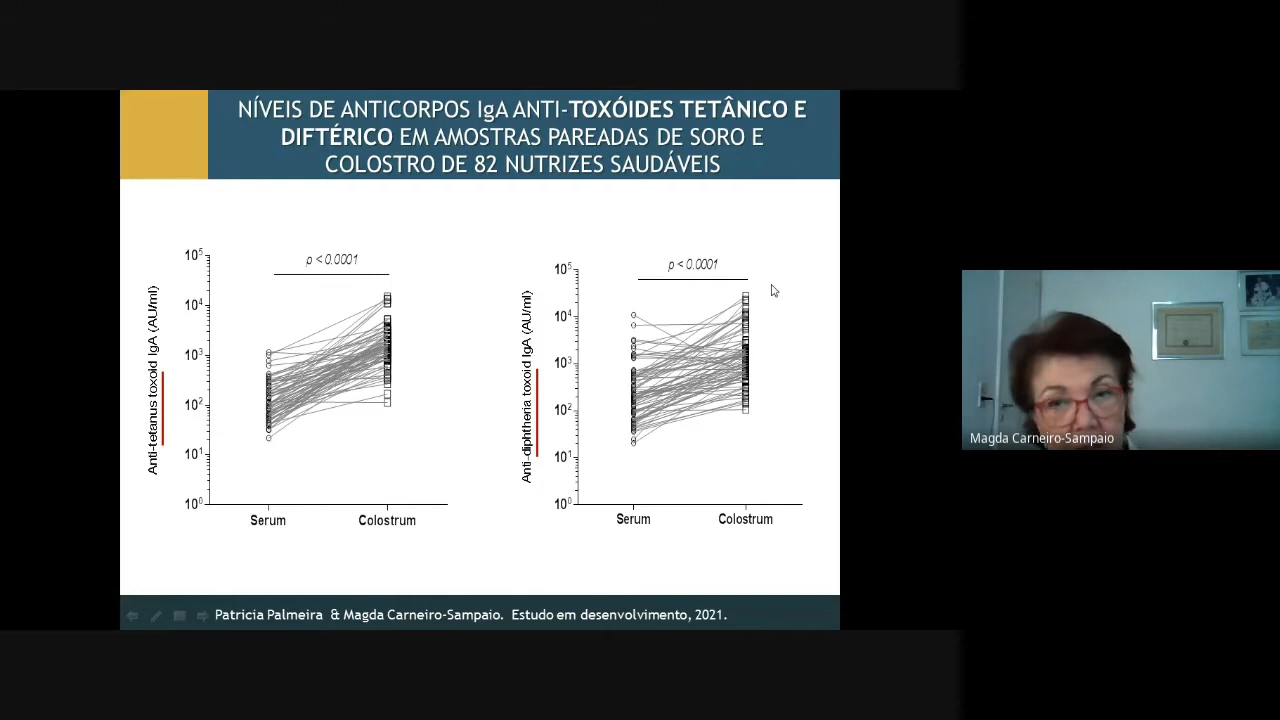 NÍVEIS DE ANTICORPOS IgA ANTI-TOXÓIDES TETÂNICO E
DIFTÉRICO EM AMOSTRAS PAREADAS DE SORO E
COLOSTRO DE 82 NUTRIZES SAUDÁVEIS
Anti-tetanus toxoid IgA (AU/ml)
10⁵
10⁴
10³
10²
10¹
10⁰
p < 0.0001
Serum Colostrum
Anti-diphtheria toxoid IgA (AU/ml)
10⁵
10⁴
10³
10²
10¹
10⁰
p < 0.0001
Serum Colostrum
Patricia Palmeira & Magda Carneiro-Sampaio. Estudo em desenvolvimento, 2021.
Magda Carneiro-Sampaio